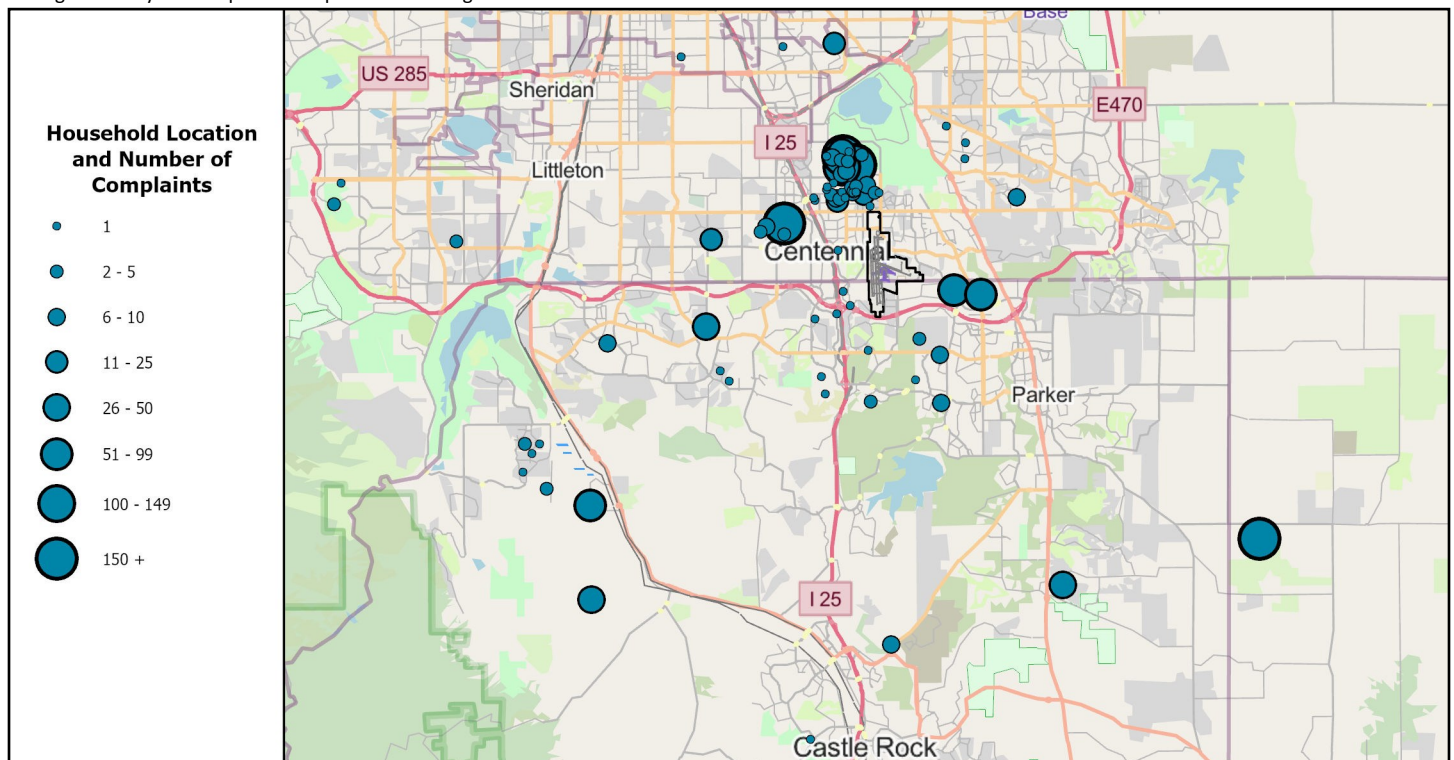 Household Location
and Number of
Complaints
1
2 - 5
6 - 10
11 - 25
26 - 50
51 - 99
100 - 149
150 +
Base
US 285
Sheridan
E470
I 25
Littleton
Centennial
Parker
I 25
Castle Rock